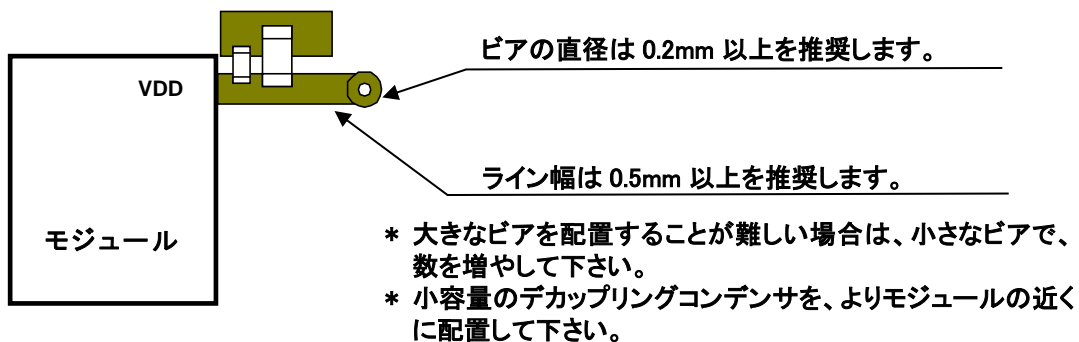 ビアの直径は 0.2mm 以上を推奨します。
VDD
ライン幅は 0.5mm 以上を推奨します。
モジュール
* 大きなビアを配置することが難しい場合は、小さなビアで、
数を増やして下さい。
* 小容量のデカップリングコンデンサを、よりモジュールの近く
に配置して下さい。